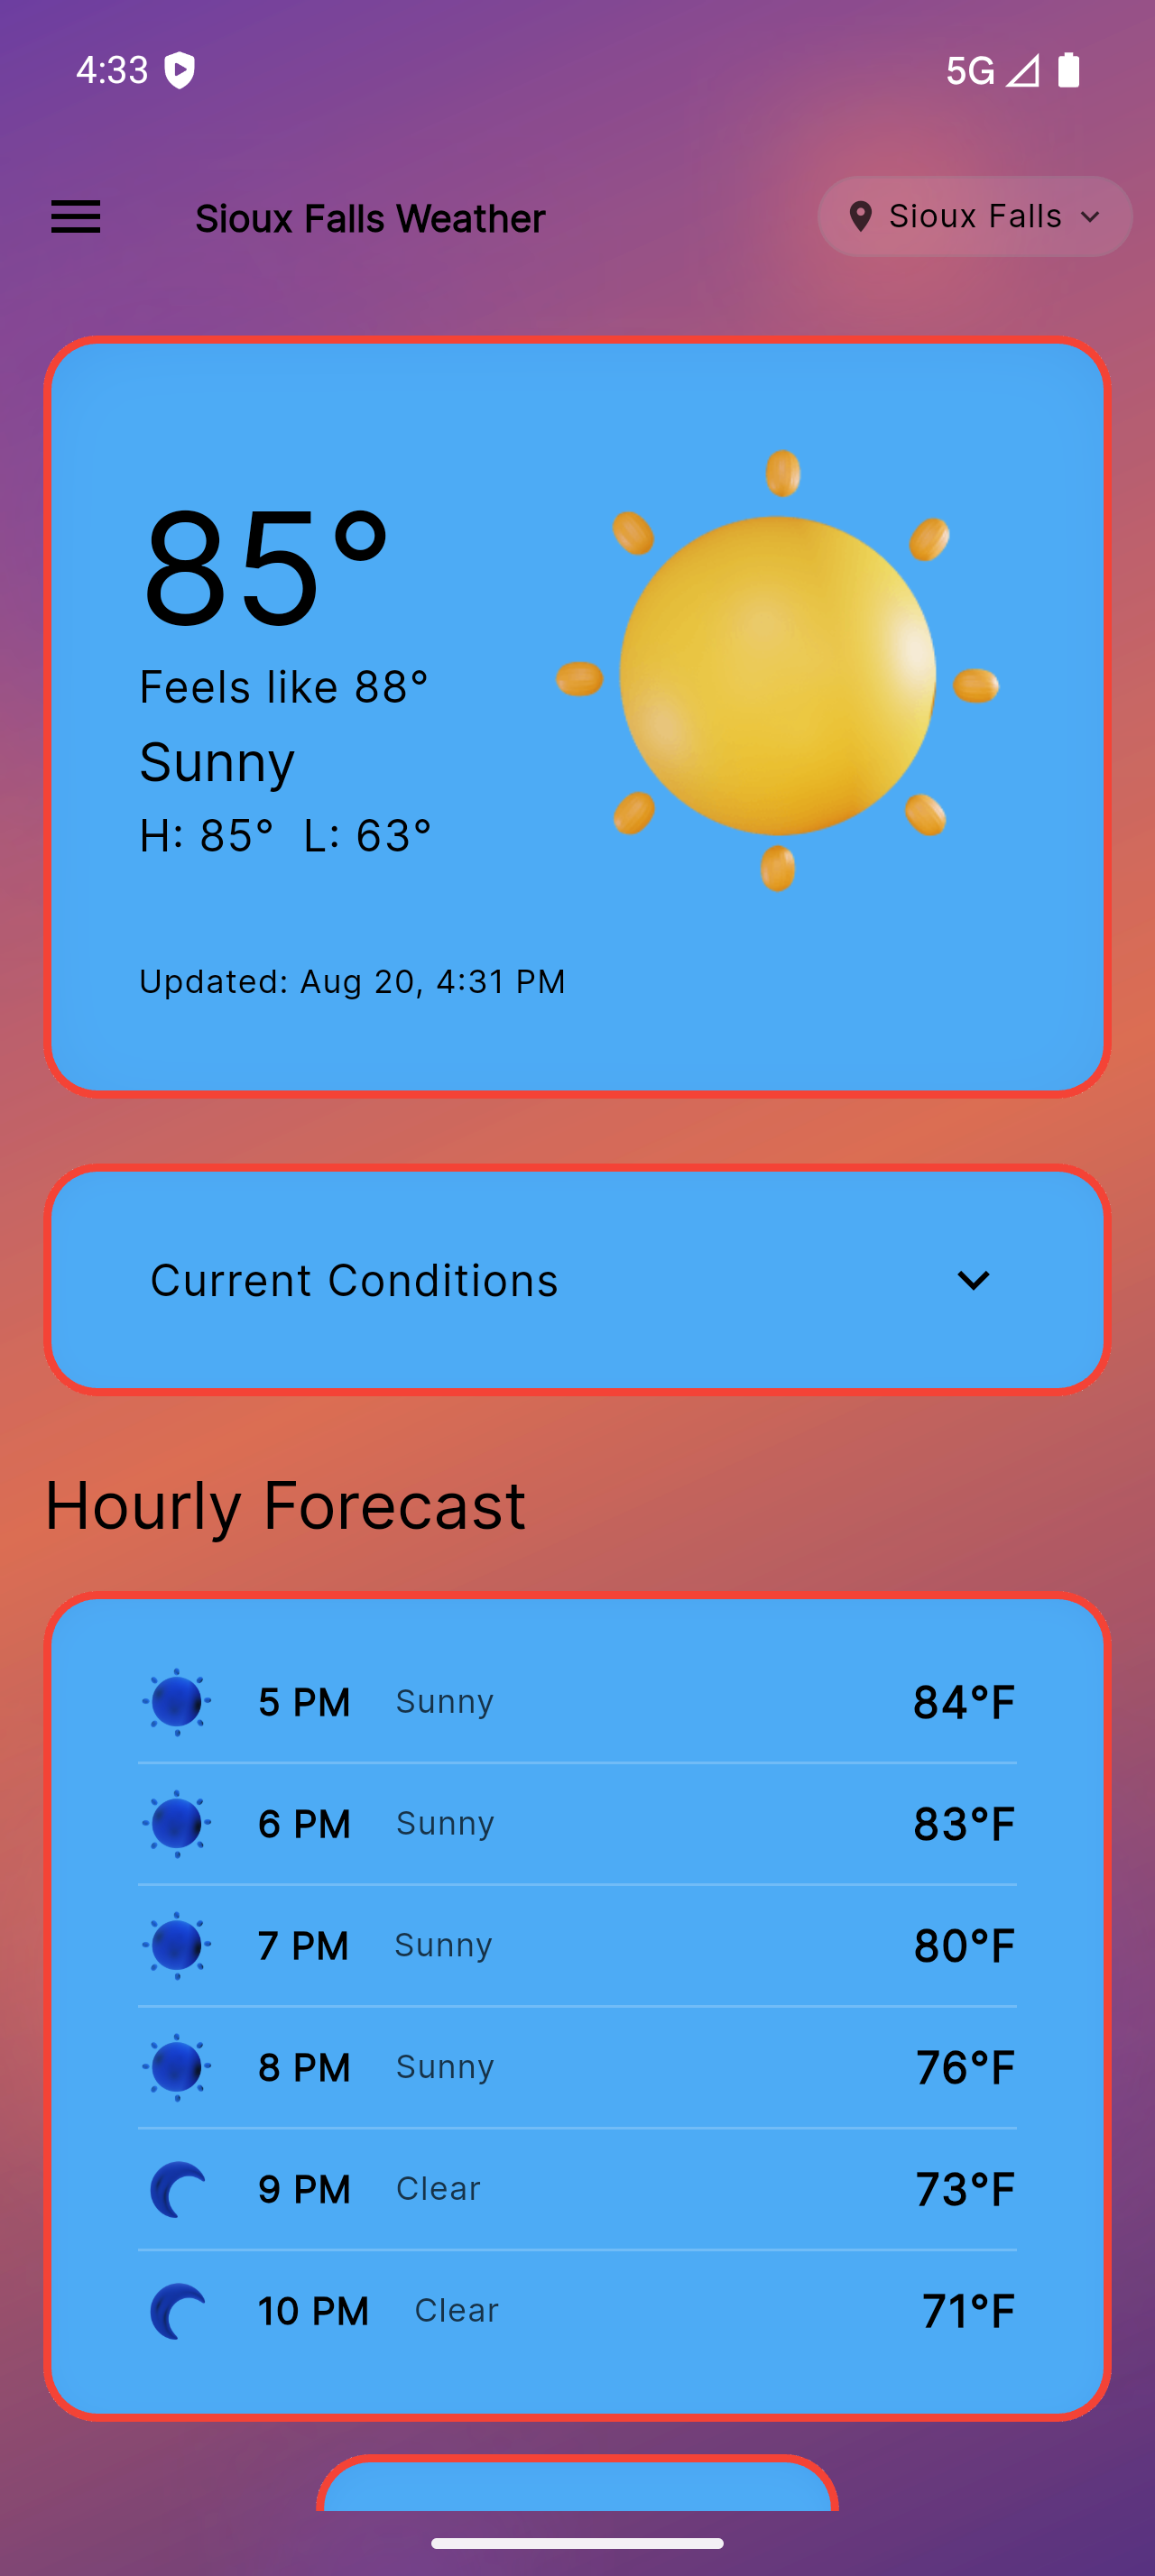 4:33
5G
Sioux Falls Weather
Sioux Falls
85°
Feels like 88°
Sunny
H: 85° L: 63°
Updated: Aug 20, 4:31 PM
Current Conditions
Hourly Forecast
5 PM Sunny 84°F
6 PM Sunny 83°F
7 PM Sunny 80°F
8 PM Sunny 76°F
9 PM Clear 73°F
10 PM Clear 71°F